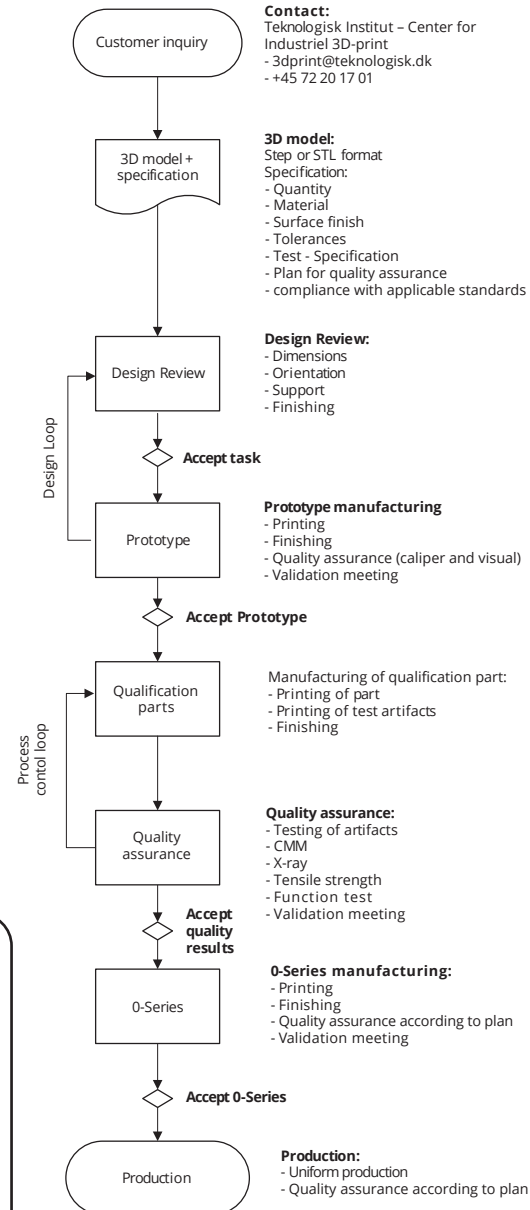 Customer inquiry
Contact:
Teknologisk Institut – Center for
Industriel 3D-print
- 3dprint@teknologisk.dk
- +45 72 20 17 01
3D model +
specification
3D model:
Step or STL format
Specification:
- Quantity
- Material
- Surface finish
- Tolerances
- Test - Specification
- Plan for quality assurance
- compliance with applicable standards
Design Review
Design Review:
- Dimensions
- Orientation
- Support
- Finishing
Design Loop
Accept task
Prototype
Prototype manufacturing
- Printing
- Finishing
- Quality assurance (caliper and visual)
- Validation meeting
Accept Prototype
Qualification
parts
Manufacturing of qualification part:
- Printing of part
- Printing of test artifacts
- Finishing
Process
contol loop
Quality
assurance
Quality assurance:
- Testing of artifacts
- CMM
- X-ray
- Tensile strength
- Function test
- Validation meeting
Accept
quality
results
0-Series
0-Series manufacturing:
- Printing
- Finishing
- Quality assurance according to plan
- Validation meeting
Accept 0-Series
Production
Production:
- Uniform production
- Quality assurance according to plan